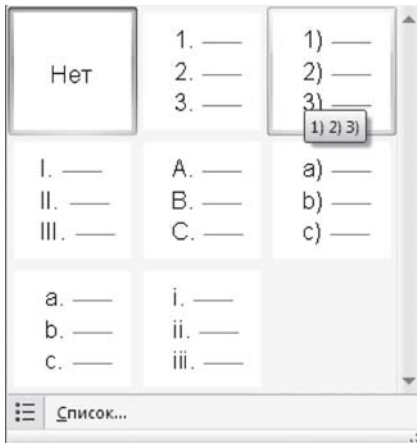 Нет
1.
2.
3.
1)
2)
3)
1) 2) 3)
I.
II.
III.
A.
B.
C.
a)
b)
c)
a.
b.
c.
i.
ii.
iii.
Список...